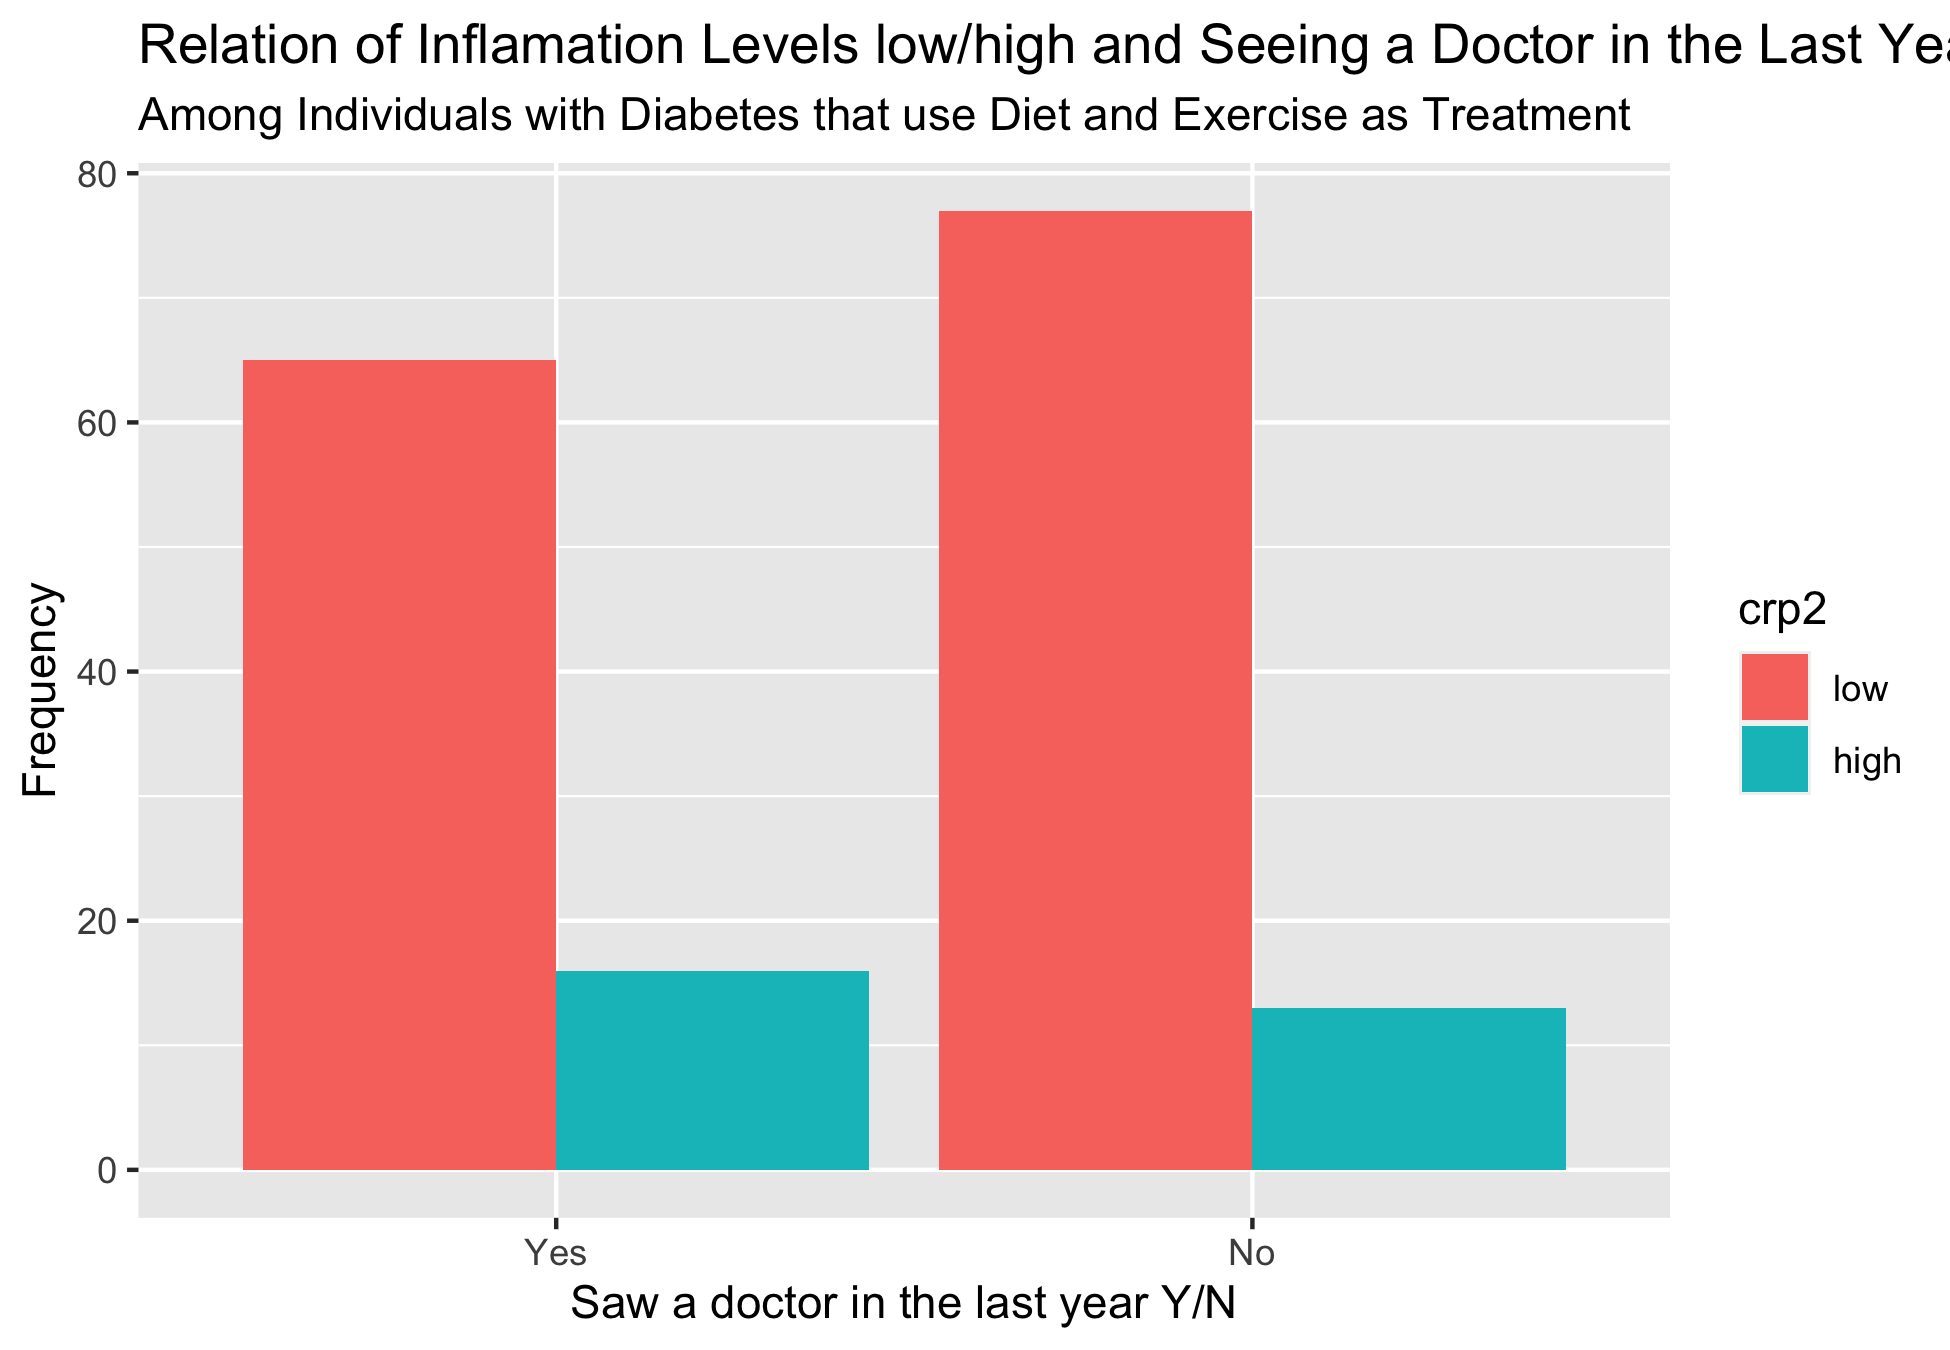 Relation of Inflamation Levels low/high and Seeing a Doctor in the Last Yea
Among Individuals with Diabetes that use Diet and Exercise as Treatment
80
60
40
20
0
Frequency
Yes
No
Saw a doctor in the last year Y/N
crp2
low
high